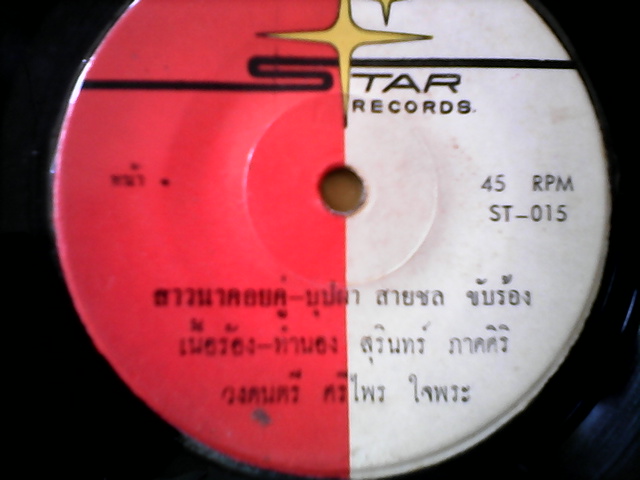 STAR
RECORDS.
หน้า ๑
45 RPM
ST-015
สาวนาคอยคู่-บุปผา สายชล ขับร้อง
เนื้อร้อง-ทำนอง สุรินทร์ ภาคศิริ
วงดนตรี ศรีไพร ใจพระ